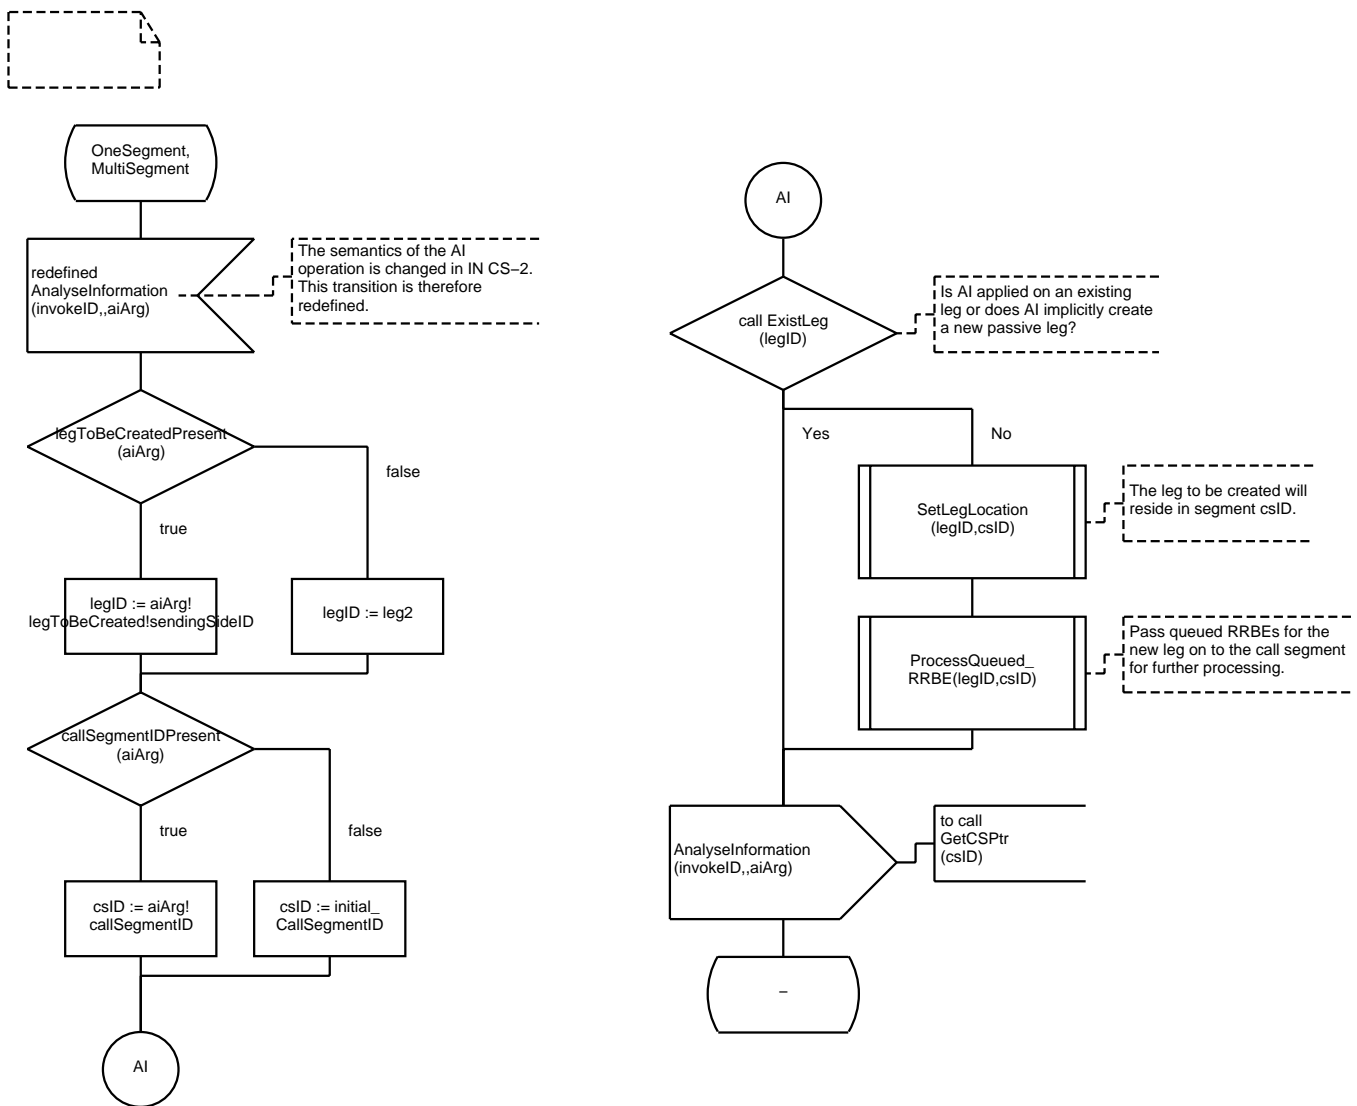 OneSegment,
MultiSegment
redefined
AnalyseInformation
(invokeID,,aiArg)
The semantics of the AI
operation is changed in IN CS–2.
This transition is therefore
redefined.
legToBeCreatedPresent
(aiArg)
false
true
legID := aiArg!
legToBeCreated!sendingSideID
legID := leg2
callSegmentIDPresent
(aiArg)
true
false
csID := aiArg!
callSegmentID
csID := initial_
CallSegmentID
AI
AI
call ExistLeg
(legID)
Is AI applied on an existing
leg or does AI implicitly create
a new passive leg?
Yes
No
SetLegLocation
(legID,csID)
The leg to be created will
reside in segment csID.
ProcessQueued_
RRBE(legID,csID)
Pass queued RRBEs for the
new leg on to the call segment
for further processing.
AnalyseInformation
(invokeID,,aiArg)
to call
GetCSPtr
(csID)
–